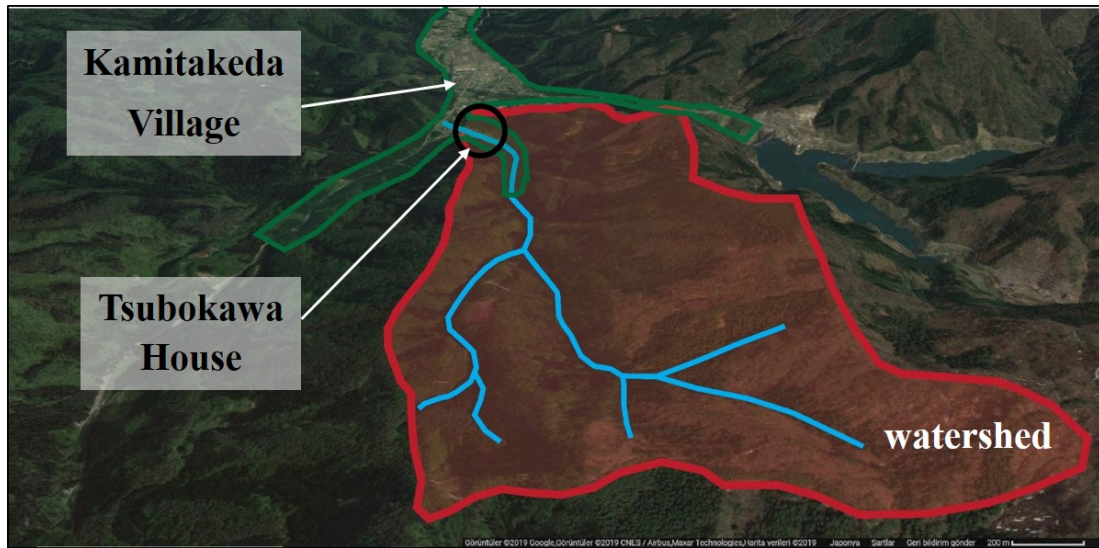 Kamitakeda
Village
Tsubokawa
House
watershed
Görüntüler ©2019 Google,Görüntüler ©2019 CNES / Airbus,Maxar Technologies,Harita verileri ©2019 Japonya Şartlar Geri bildirim gönder 200 m